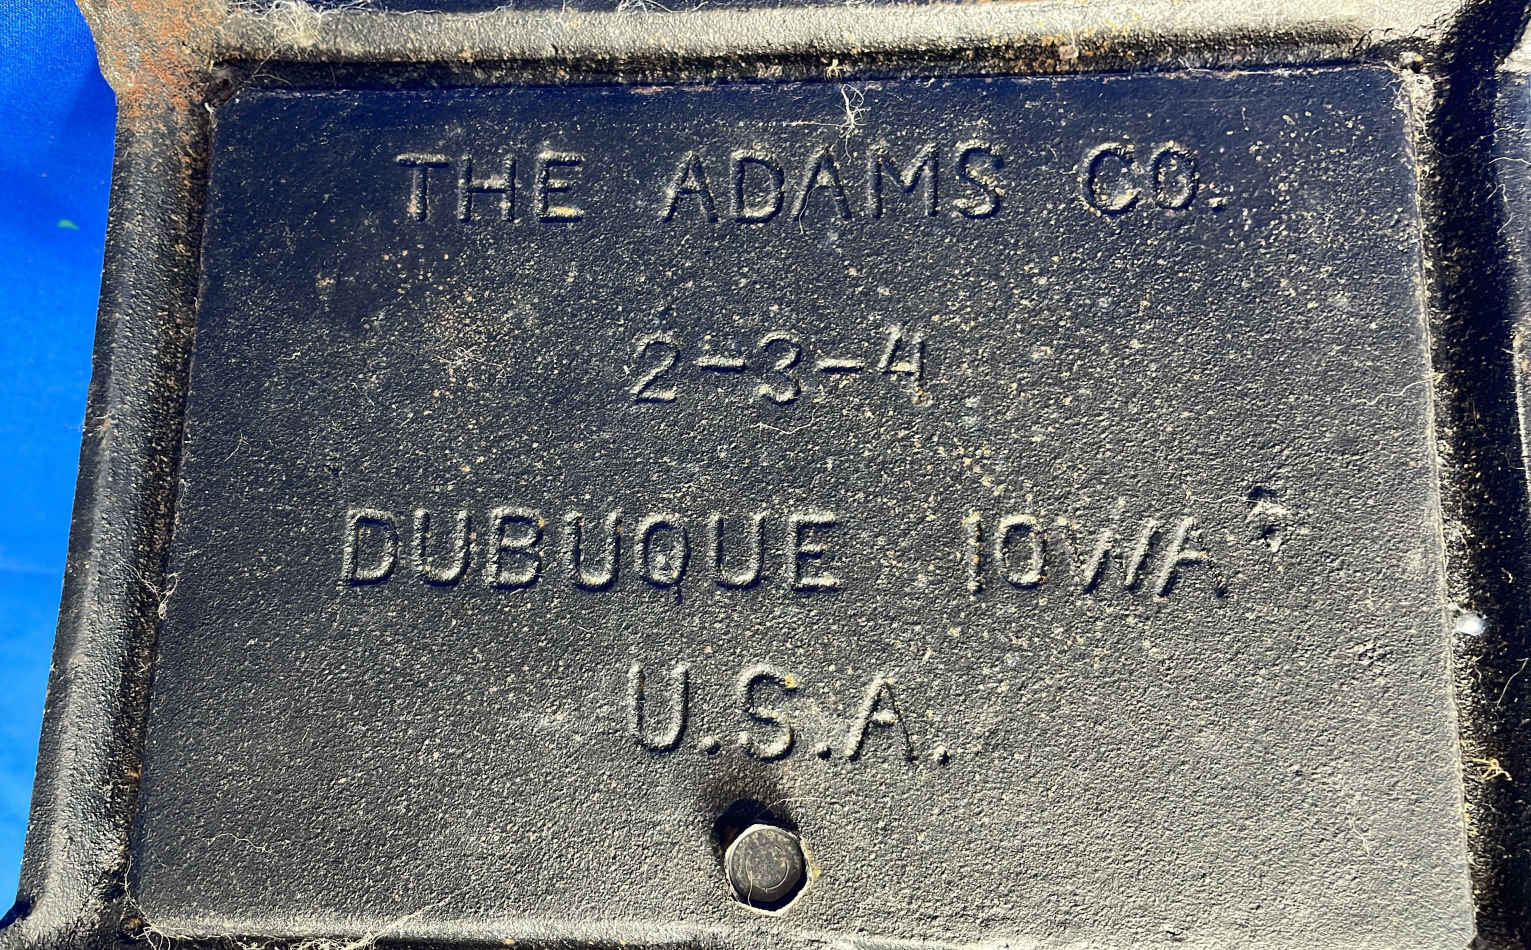 THE ADAMS CO.
2-3-4
DUBUQUE IOWA
U.S.A.